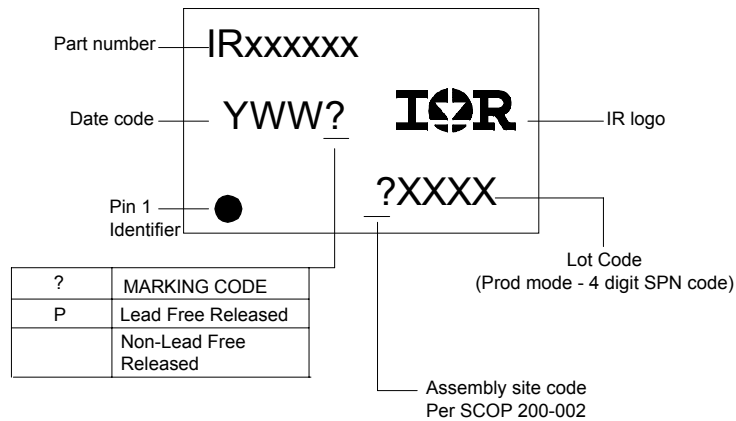 Part number
IRxxxxxx
Date code
YWW?
IOR
IR logo
?XXXX
Pin 1
Identifier
Lot Code
(Prod mode - 4 digit SPN code)
? MARKING CODE
P Lead Free Released
Non-Lead Free
Released
Assembly site code
Per SCOP 200-002